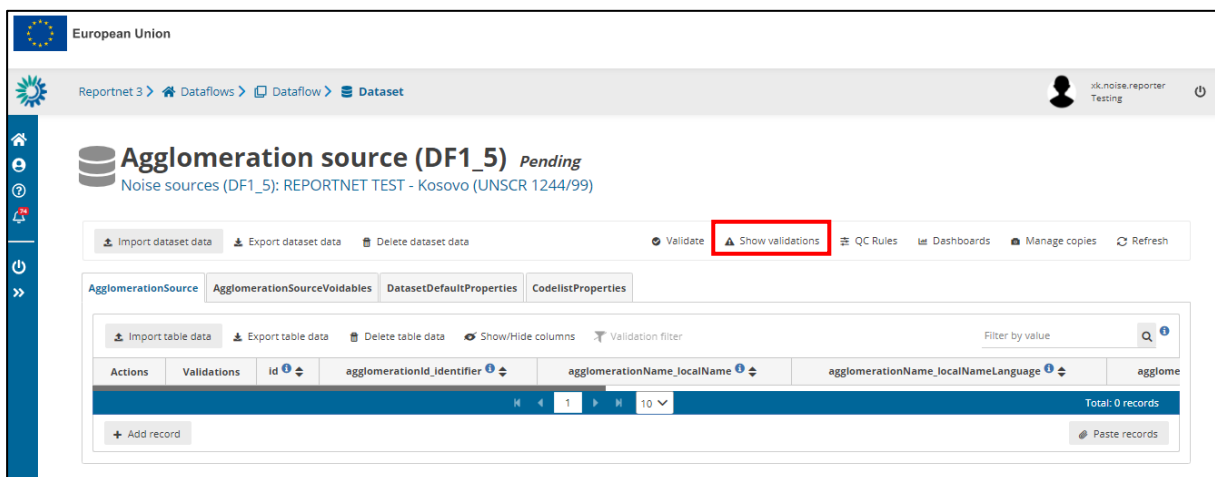 European Union
Reportnet 3 > Dataflows > Dataflow > Dataset
xk.noise.reporter
Testing
74
Agglomeration source (DF1_5) Pending
Noise sources (DF1_5): REPORTNET TEST - Kosovo (UNSCR 1244/99)
Import dataset data Export dataset data Delete dataset data Validate Show validations QC Rules Dashboards Manage copies Refresh
AgglomerationSource AgglomerationSourceVoidables DatasetDefaultProperties CodelistProperties
Import table data Export table data Delete table data Show/Hide columns Validation filter Filter by value
Actions Validations id agglomerationId_identifier agglomerationName_localName agglomerationName_localNameLanguage agglome
1 10 Total: 0 records
+ Add record Paste records